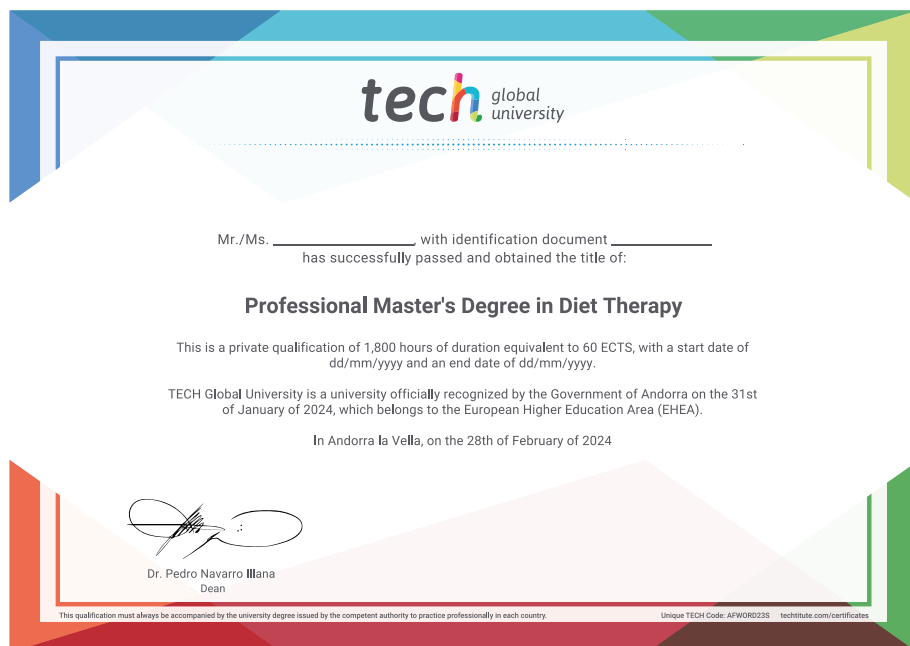 tech global
university
Mr./Ms. ______________, with identification document __________
has successfully passed and obtained the title of:
Professional Master's Degree in Diet Therapy
This is a private qualification of 1,800 hours of duration equivalent to 60 ECTS, with a start date of
dd/mm/yyyy and an end date of dd/mm/yyyy.
TECH Global University is a university officially recognized by the Government of Andorra on the 31st
of January of 2024, which belongs to the European Higher Education Area (EHEA).
In Andorra la Vella, on the 28th of February of 2024
Dr. Pedro Navarro Illana
Dean
This qualification must always be accompanied by the university degree issued by the competent authority to practice professionally in each country.
Unique TECH Code: AFWORD23S techtitute.com/certificates